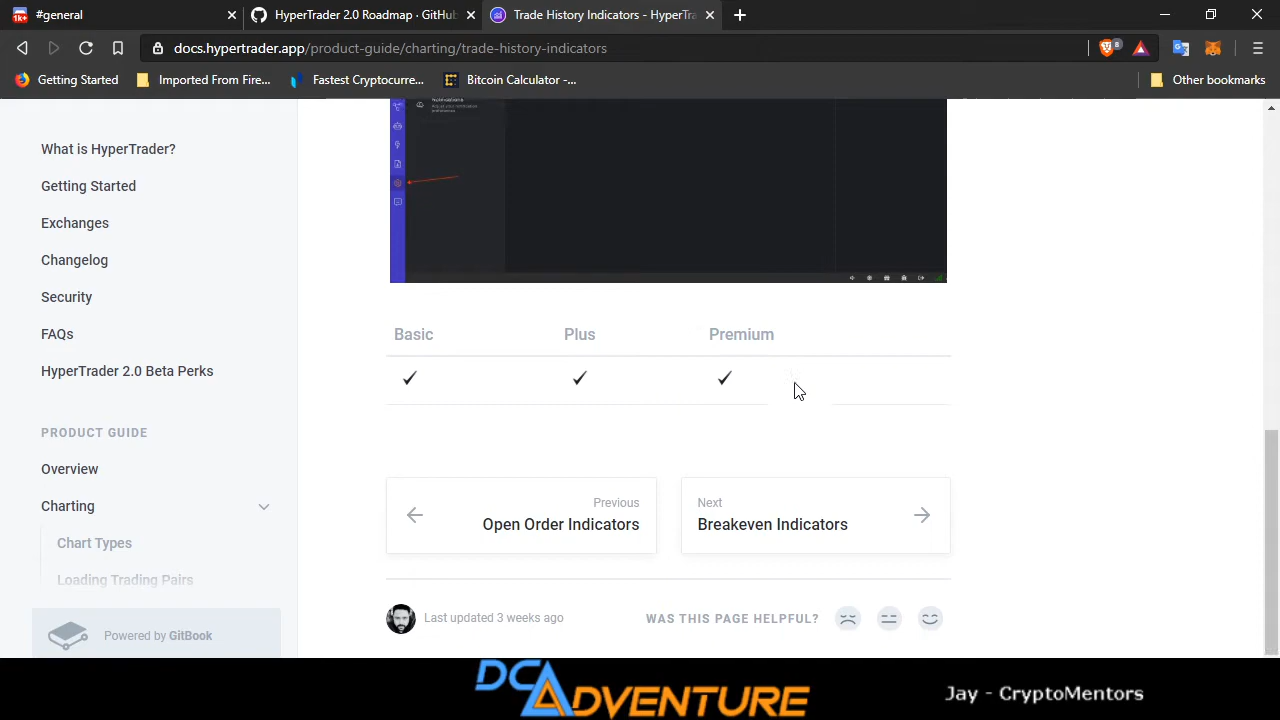 1k+
#general
HyperTrader 2.0 Roadmap · GitHub
Trade History Indicators - HyperTra
docs.hypertrader.app/product-guide/charting/trade-history-indicators
8
Getting Started
Imported From Fire...
Fastest Cryptocurre...
Bitcoin Calculator -...
Other bookmarks
Notifications
What is HyperTrader?
Getting Started
Exchanges
Changelog
Security
FAQs
HyperTrader 2.0 Beta Perks
PRODUCT GUIDE
Overview
Charting
Chart Types
Loading Trading Pairs
Powered by GitBook
Basic Plus Premium
✓ ✓ ✓
Previous
Open Order Indicators
Next
Breakeven Indicators
Last updated 3 weeks ago
WAS THIS PAGE HELPFUL?
DCADVENTURE
Jay - CryptoMentors